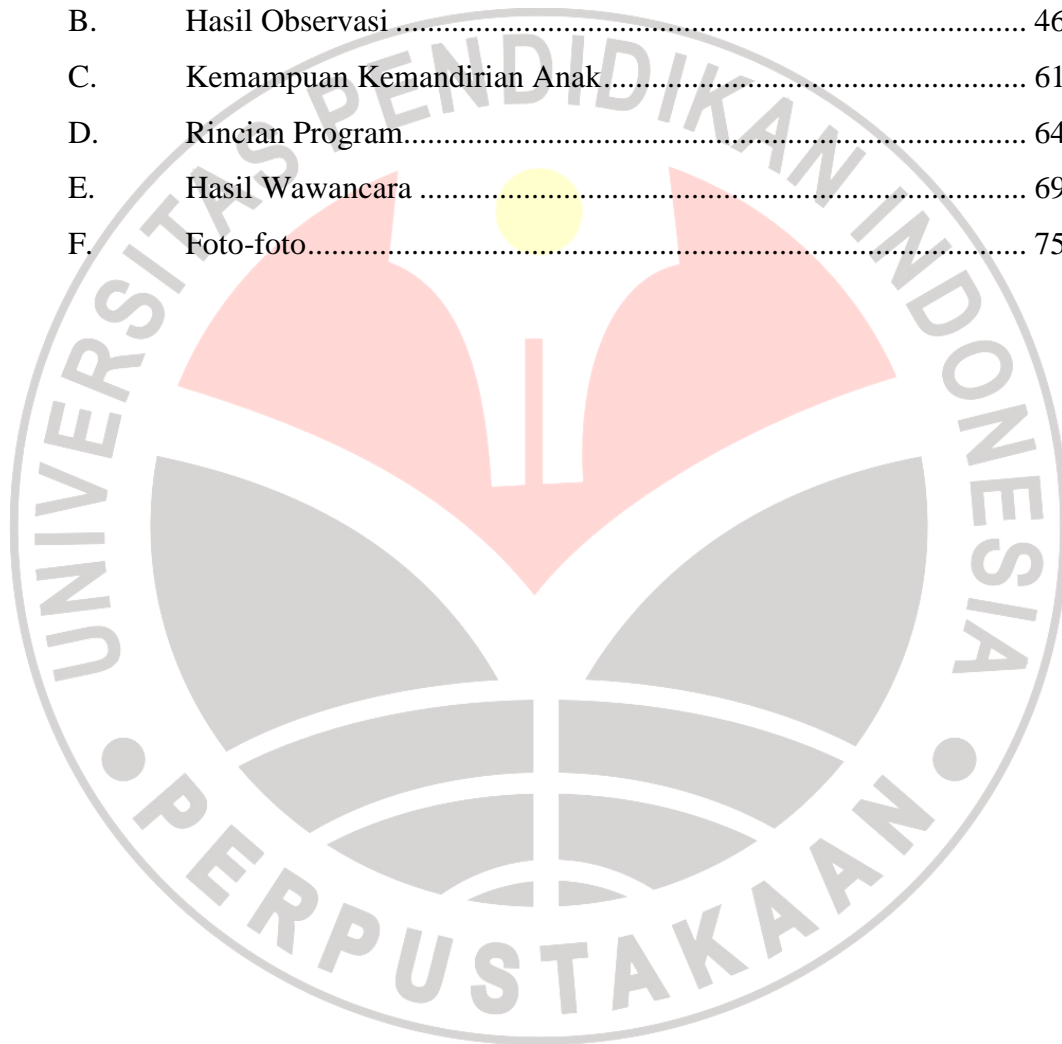 B. Hasil Observasi ........................................................................................ 46
C. Kemampuan Kemandirian Anak ........................................................... 61
D. Rincian Program ...................................................................................... 64
E. Hasil Wawancara ..................................................................................... 69
F. Foto-foto .................................................................................................... 75
UNIVERSITAS PENDIDIKAN INDONESIA
PERPUSTAKAAN